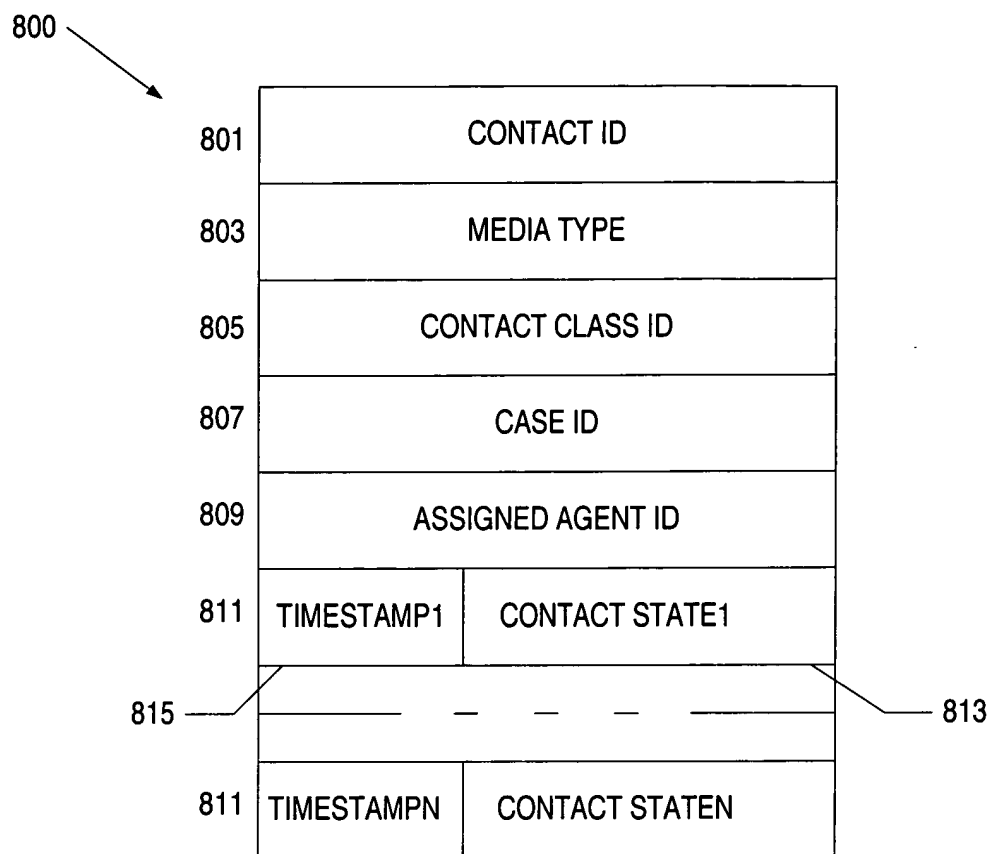 800
801 CONTACT ID
803 MEDIA TYPE
805 CONTACT CLASS ID
807 CASE ID
809 ASSIGNED AGENT ID
811 TIMESTAMP1 CONTACT STATE1
815 813
811 TIMESTAMPN CONTACT STATEN